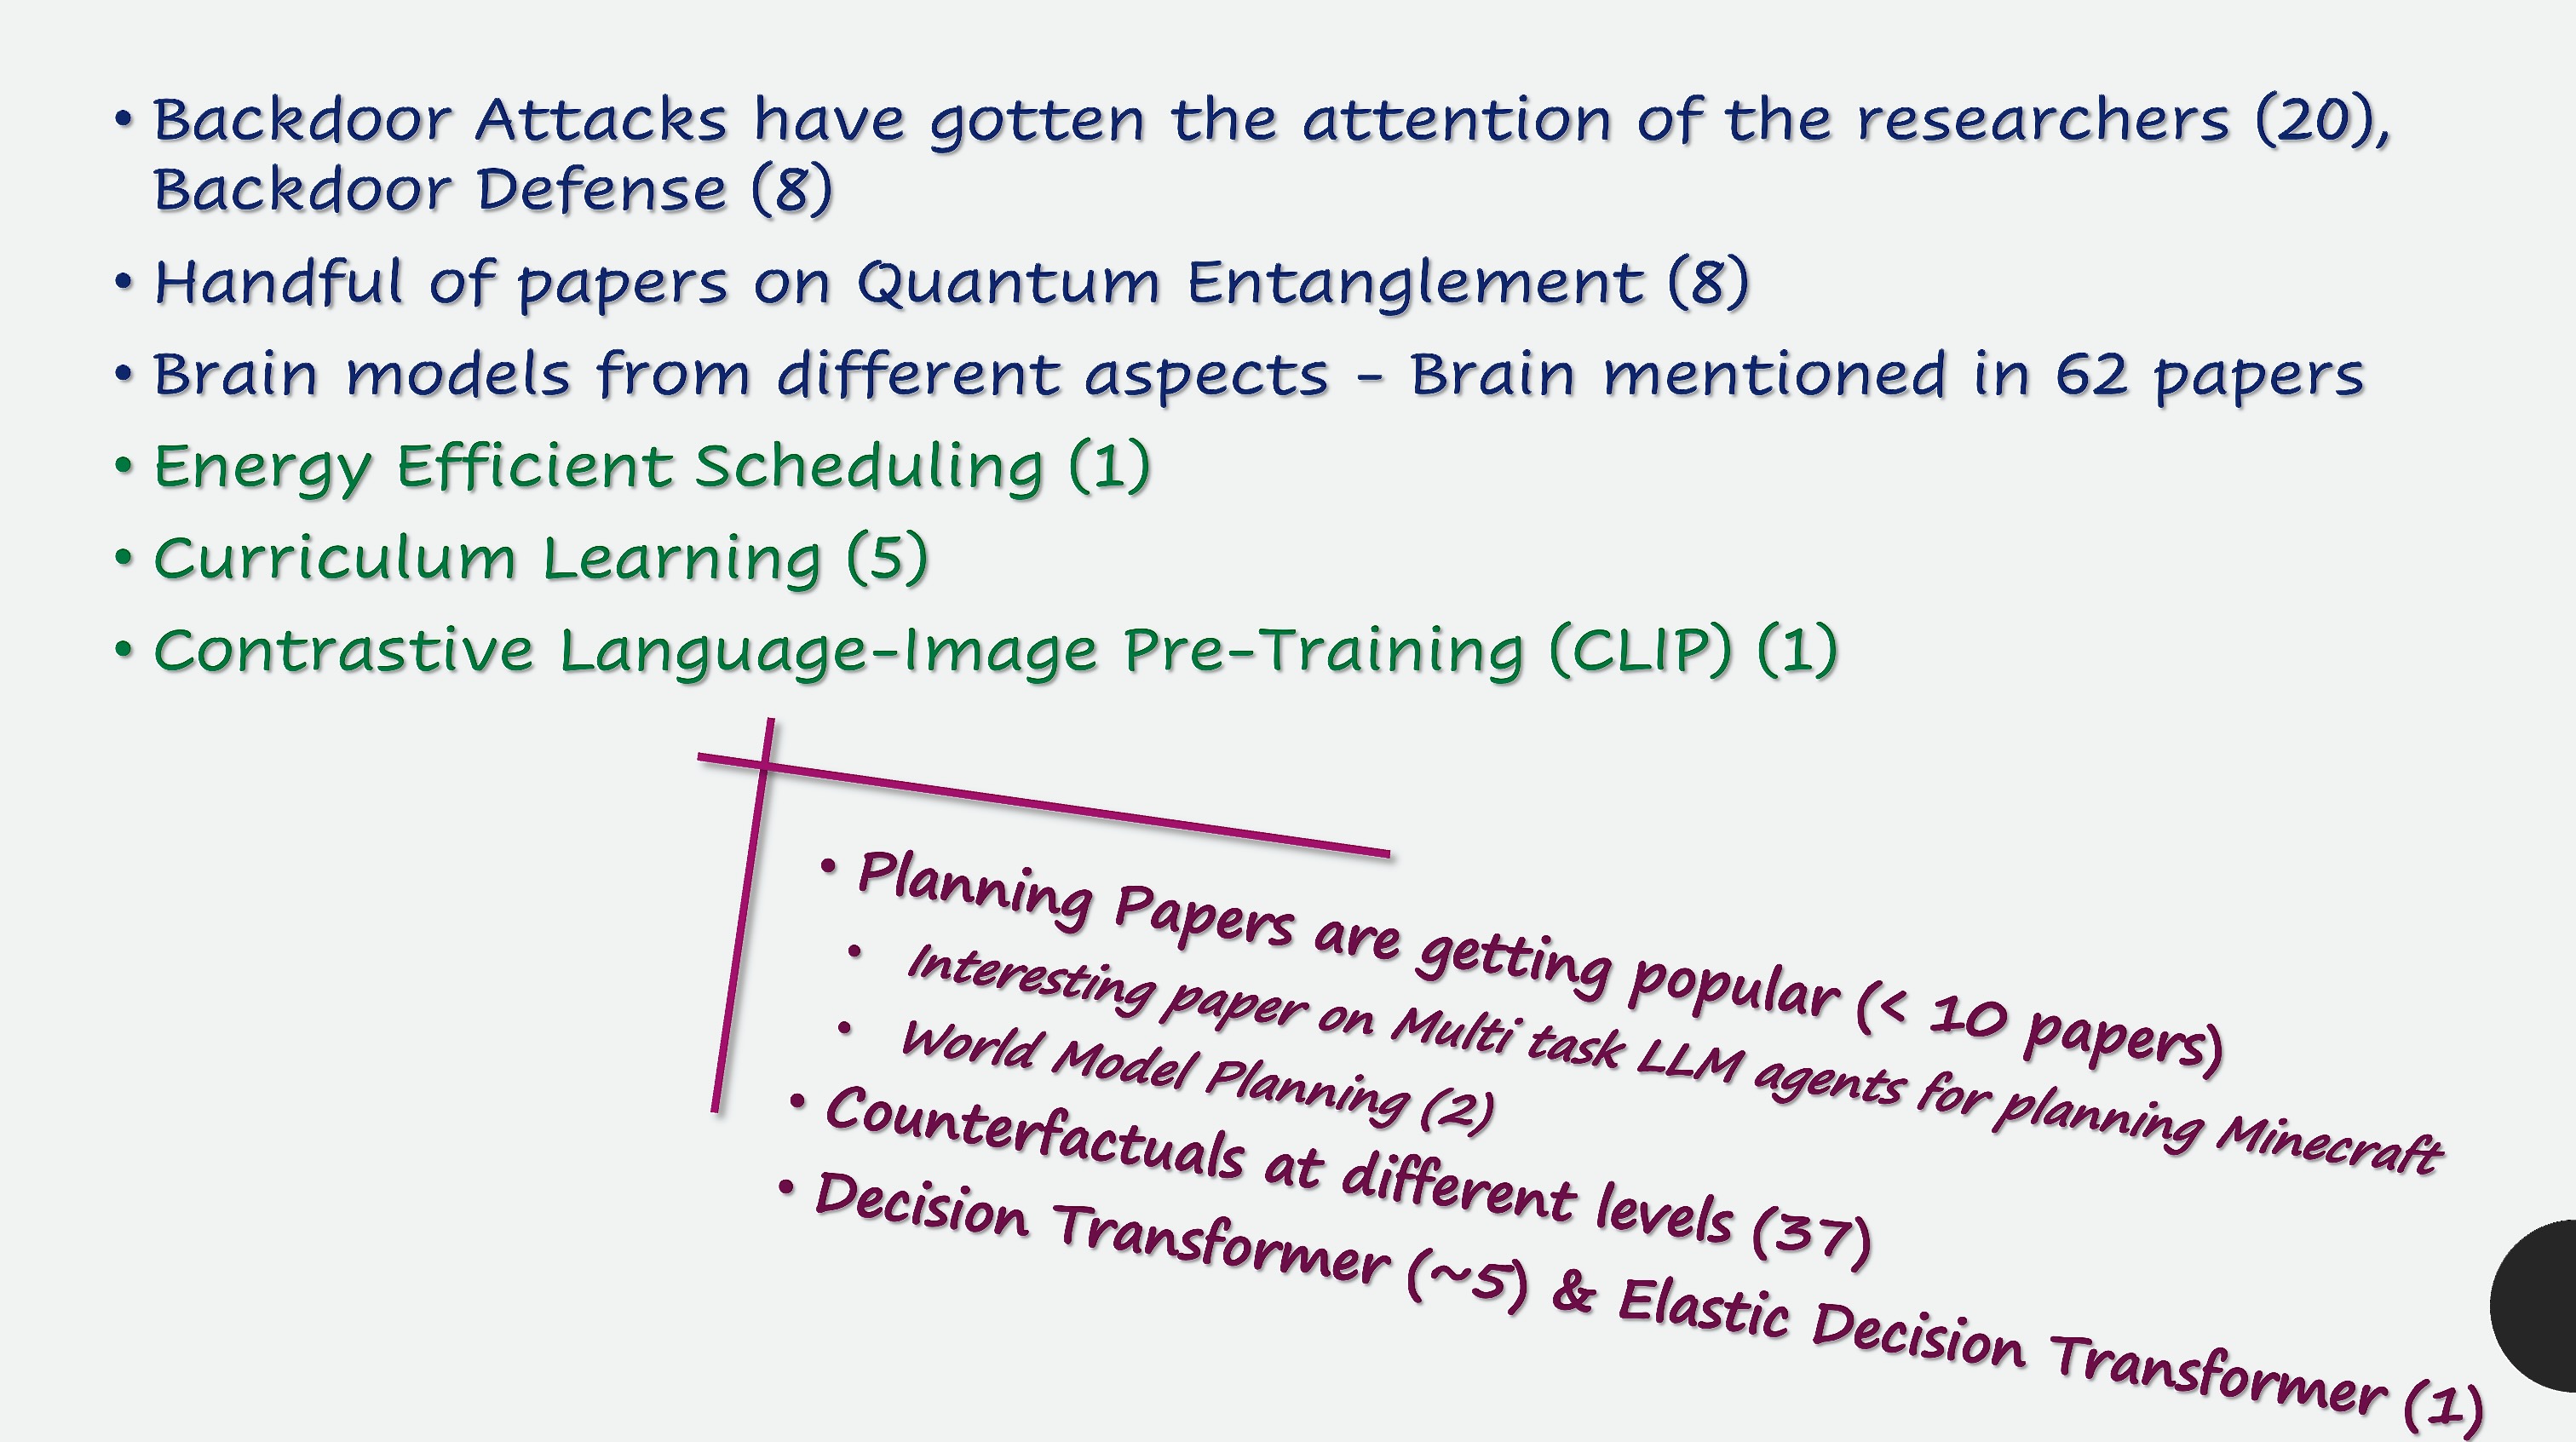 • Backdoor Attacks have gotten the attention of the researchers (20),
Backdoor Defense (8)
• Handful of papers on Quantum Entanglement (8)
• Brain models from different aspects - Brain mentioned in 62 papers
• Energy Efficient Scheduling (1)
• Curriculum Learning (5)
• Contrastive Language-Image Pre-Training (CLIP) (1)
• Planning Papers are getting popular (< 10 papers)
• Interesting paper on Multi task LLM agents for planning Minecraft
• World Model Planning (2)
• Counterfactuals at different levels (37)
• Decision Transformer (~5) & Elastic Decision Transformer (1)